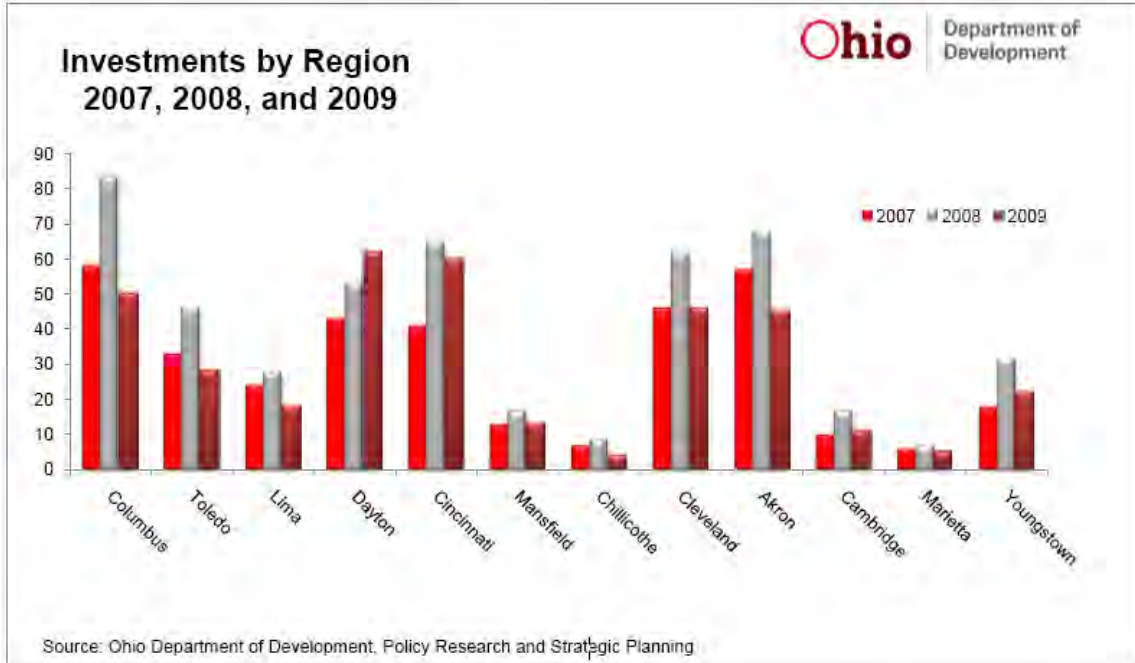 Ohio
Department of
Development
Investments by Region
2007, 2008, and 2009
90
80
70
60
50
40
30
20
10
0
2007 2008 2009
Columbus
Toledo
Lima
Dayton
Cincinnati
Mansfield
Chillicothe
Cleveland
Akron
Cambridge
Marietta
Youngstown
Source: Ohio Department of Development, Policy Research and Strategic Planning